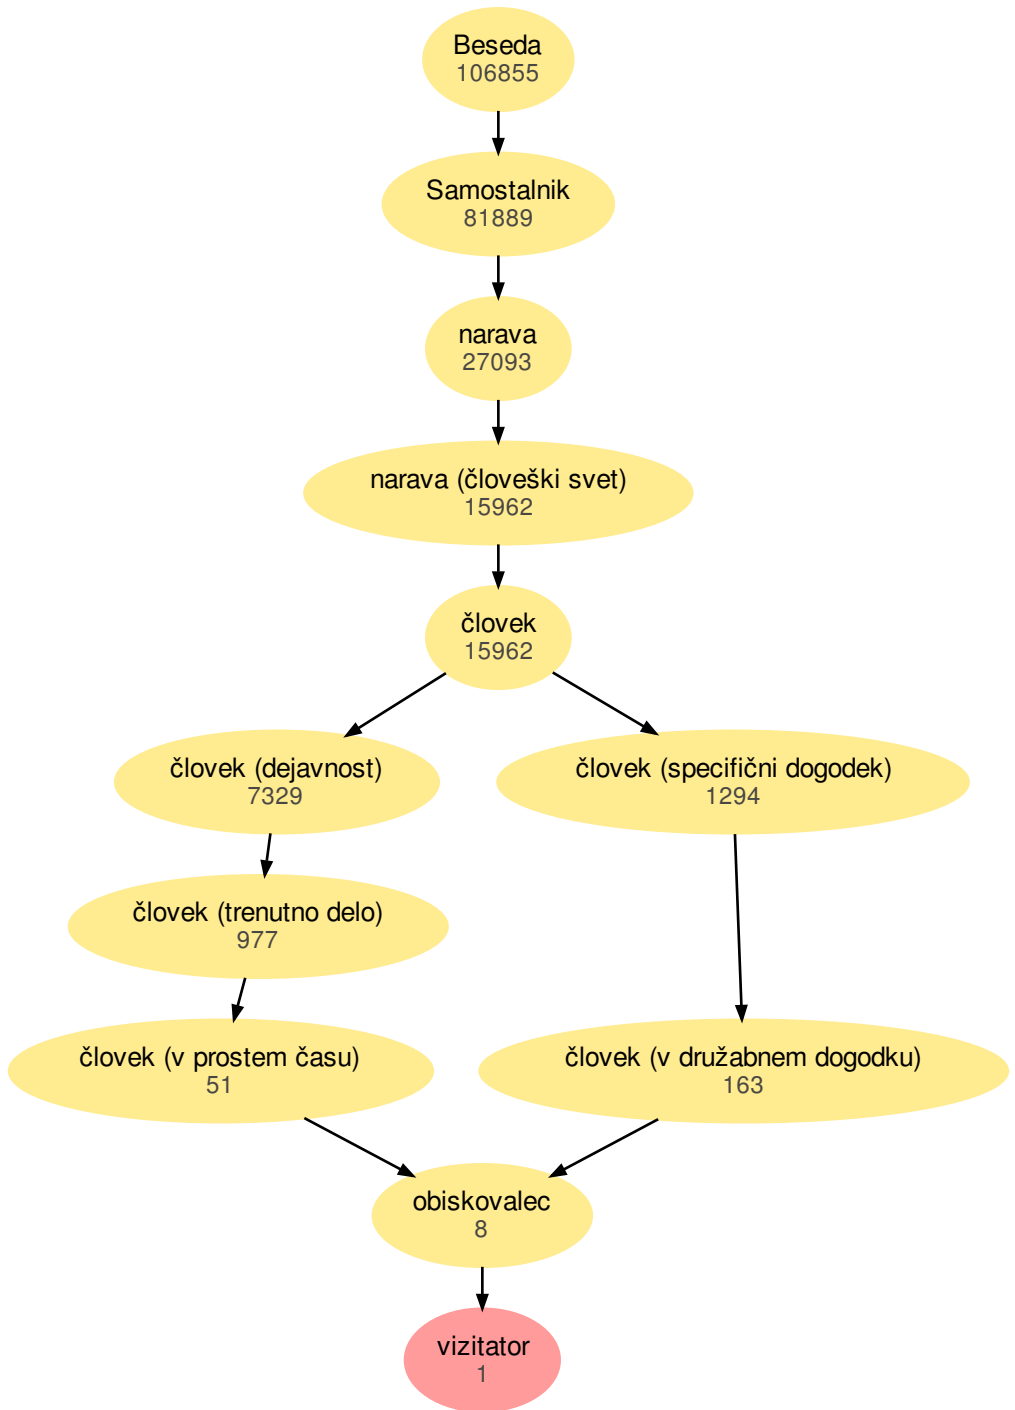 Beseda
106855
Samostalnik
81889
narava
27093
narava (človeški svet)
15962
človek
15962
človek (dejavnost)
7329
človek (specifični dogodek)
1294
človek (trenutno delo)
977
človek (v prostem času)
51
človek (v družabnem dogodku)
163
obiskovalec
8
vizitator
1